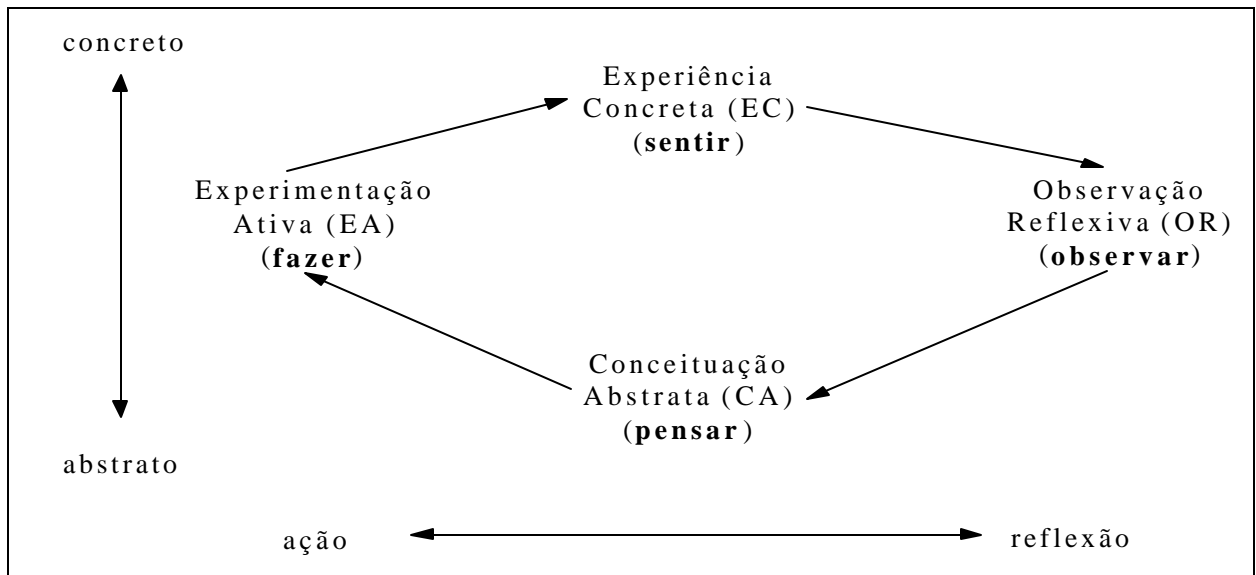 concreto
Experiência
Concreta (EC)
(sentir)
Experimentação
Ativa (EA)
(fazer)
Observação
Reflexiva (OR)
(observar)
Conceituação
Abstrata (CA)
(pensar)
abstrato
ação
reflexão